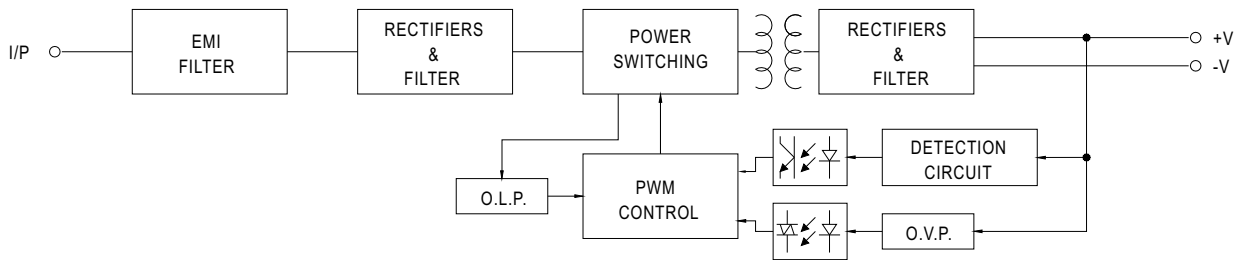 I/P
EMI
FILTER
RECTIFIERS
&
FILTER
POWER
SWITCHING
RECTIFIERS
&
FILTER
+V
-V
O.L.P.
PWM
CONTROL
DETECTION
CIRCUIT
O.V.P.